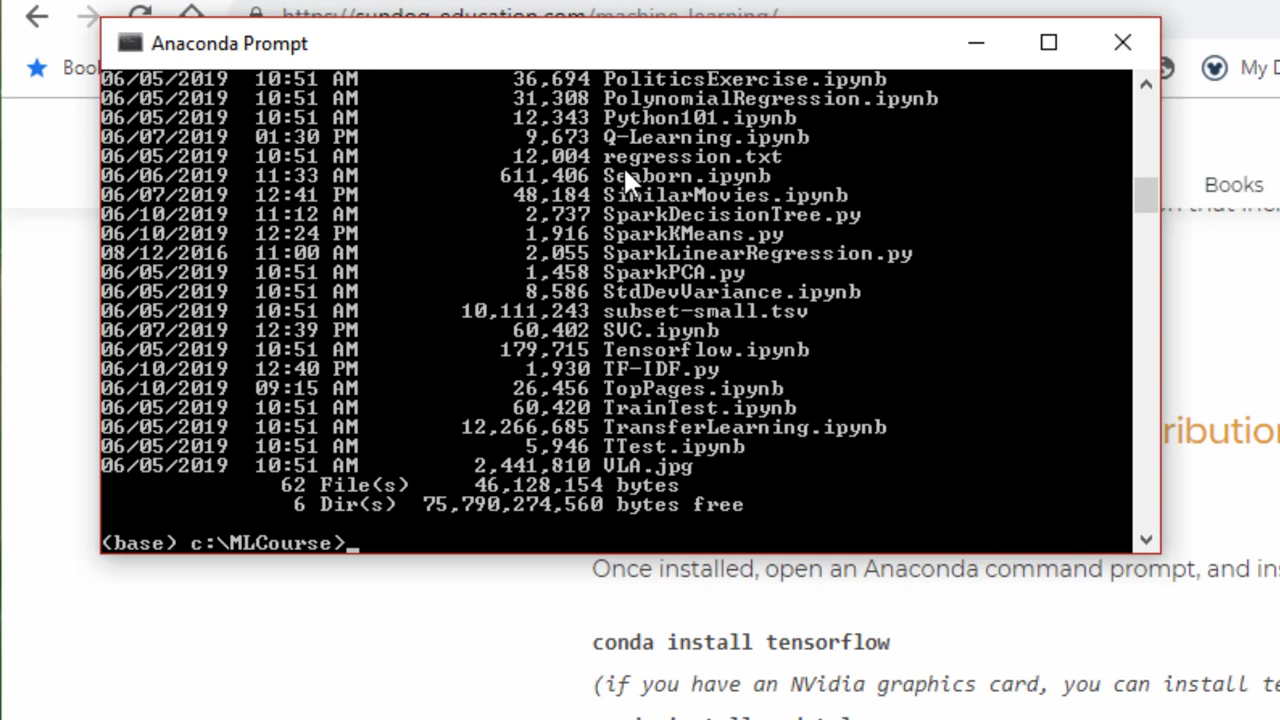 https://sundog-education.com/machine-learning/
Anaconda Prompt
Boo
My D
06/05/2019 10:51 AM 36,694 PoliticsExercise.ipynb
06/05/2019 10:51 AM 31,308 PolynomialRegression.ipynb
06/05/2019 10:51 AM 12,343 Python101.ipynb
06/07/2019 01:30 PM 9,673 Q-Learning.ipynb
06/05/2019 10:51 AM 12,004 regression.txt
06/06/2019 11:33 AM 611,406 Seaborn.ipynb
Books
06/07/2019 12:41 PM 48,184 SimilarMovies.ipynb
06/10/2019 11:12 AM 2,737 SparkDecisionTree.py
06/10/2019 12:24 PM 1,916 SparkKMeans.py
08/12/2016 11:00 AM 2,055 SparkLinearRegression.py
06/05/2019 10:51 AM 1,458 SparkPCA.py
06/05/2019 10:51 AM 8,586 StdDevVariance.ipynb
06/05/2019 10:51 AM 10,111,243 subset-small.tsv
06/07/2019 12:39 PM 60,402 SVC.ipynb
06/05/2019 10:51 AM 179,715 Tensorflow.ipynb
06/10/2019 12:40 PM 1,930 TF-IDF.py
06/10/2019 09:15 AM 26,456 TopPages.ipynb
06/05/2019 10:51 AM 60,420 TrainTest.ipynb
06/05/2019 10:51 AM 12,266,685 TransferLearning.ipynb
ribution
06/05/2019 10:51 AM 5,946 TTest.ipynb
06/05/2019 10:51 AM 2,441,810 VLA.jpg
62 File(s) 46,128,154 bytes
6 Dir(s) 75,790,274,560 bytes free
(base) c:\MLCourse>_
Once installed, open an Anaconda command prompt, and ins
conda install tensorflow
(if you have an NVidia graphics card, you can install te